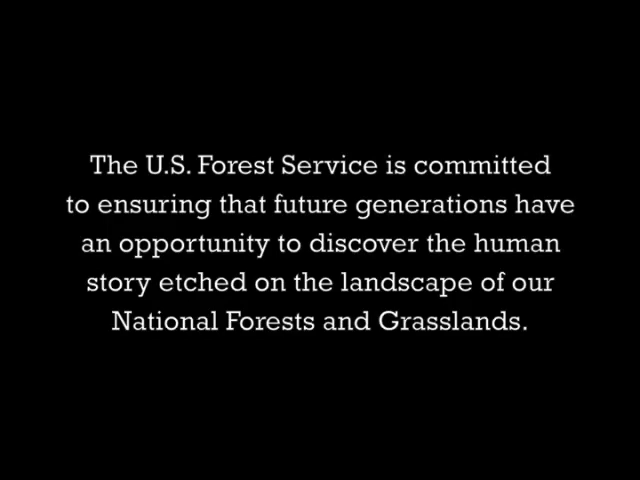 The U.S. Forest Service is committed
to ensuring that future generations have
an opportunity to discover the human
story etched on the landscape of our
National Forests and Grasslands.